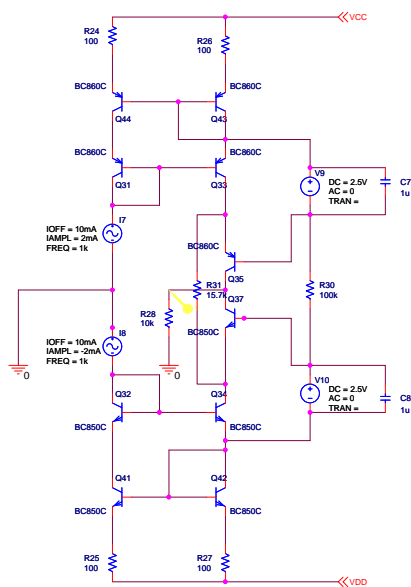 VCC
R24
100
R26
100
BC860C
BC860C
Q44
Q43
BC860C
BC860C
Q31
Q33
V9
DC = 2.5V
AC = 0
TRAN =
C7
1u
I7
IOFF = 10mA
IAMPL = 2mA
FREQ = 1k
BC860C
Q35
R31
15.7k
R30
100k
R28
10k
Q37
BC850C
I8
IOFF = 10mA
IAMPL = -2mA
FREQ = 1k
0
0
V10
DC = 2.5V
AC = 0
TRAN =
C8
1u
Q32
Q34
BC850C
BC850C
Q41
Q42
BC850C
BC850C
R25
100
R27
100
VDD